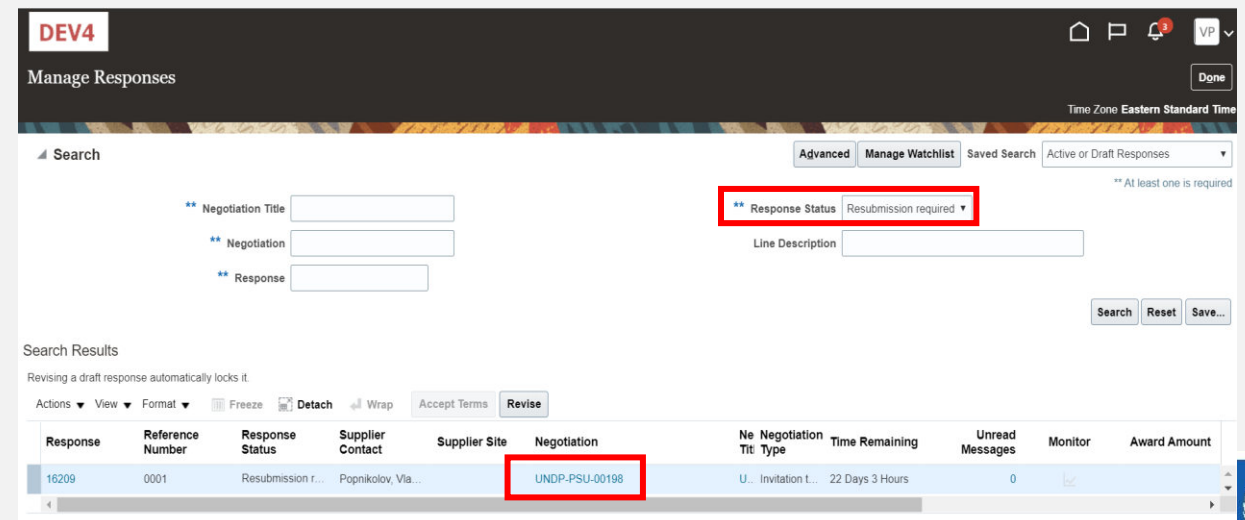 DEV4
3
VP
Manage Responses
Done
Time Zone Eastern Standard Time
Search
Advanced Manage Watchlist Saved Search Active or Draft Responses
** At least one is required
** Negotiation Title
** Response Status Resubmission required
** Negotiation
Line Description
** Response
Search Reset Save...
Search Results
Revising a draft response automatically locks it.
Actions View Format Freeze Detach Wrap Accept Terms Revise
Response Reference Number Response Status Supplier Contact Supplier Site Negotiation Ne Titl Negotiation Type Time Remaining Unread Messages Monitor Award Amount
16209 0001 Resubmission r... Popnikolov, Vla... UNDP-PSU-00198 U.. Invitation t... 22 Days 3 Hours 0